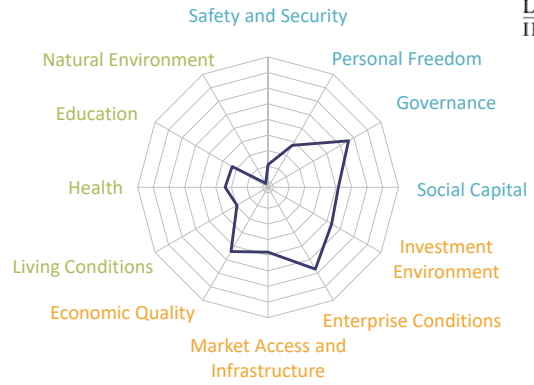 Safety and Security
Personal Freedom
Governance
Social Capital
Investment
Environment
Enterprise Conditions
Market Access and
Infrastructure
Economic Quality
Living Conditions
Health
Education
Natural Environment